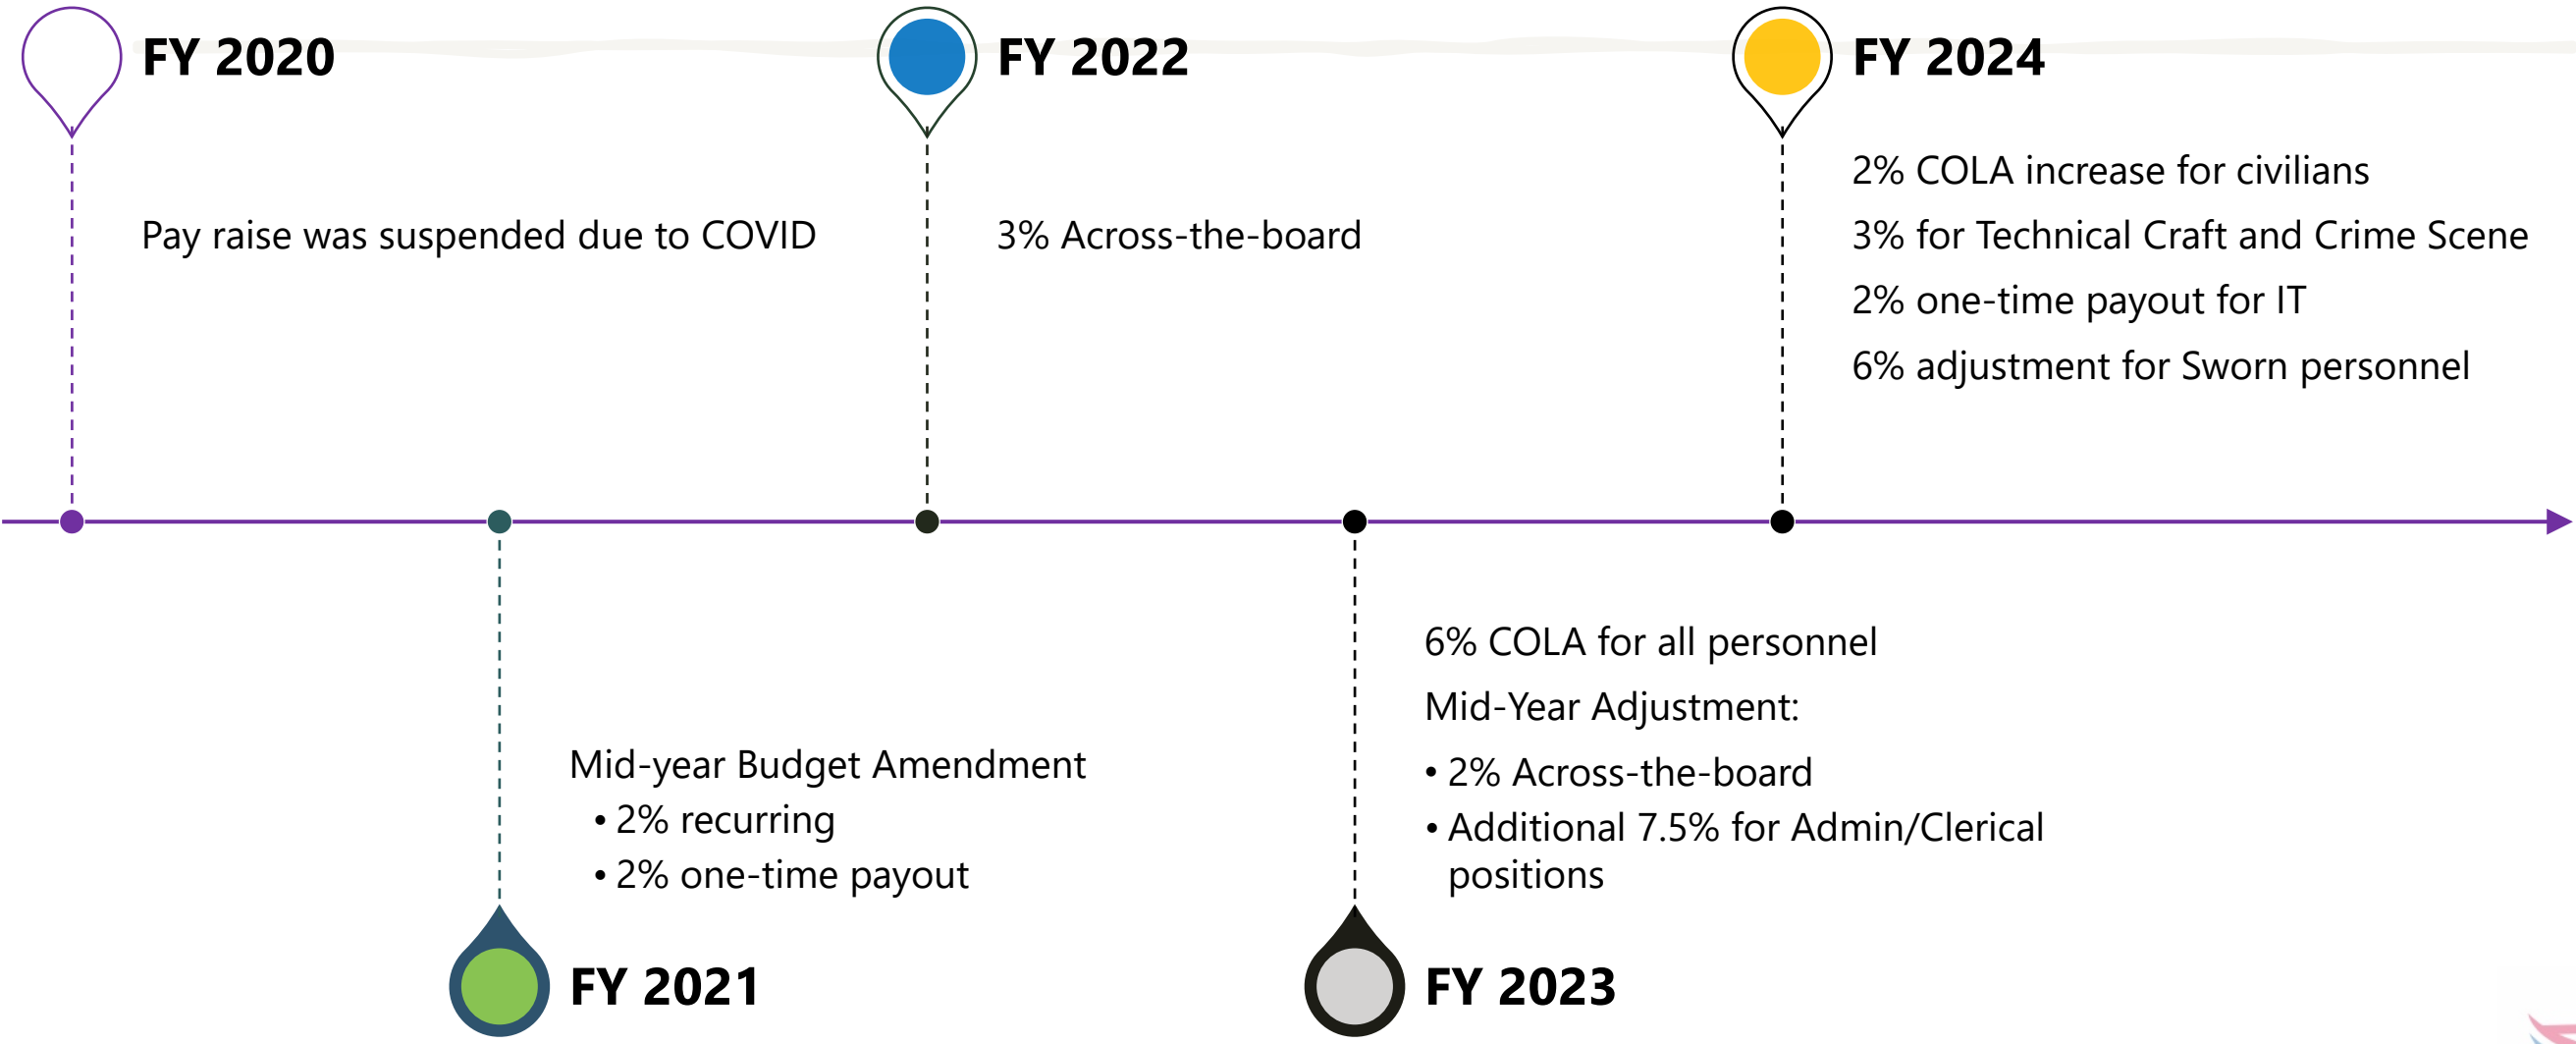 FY 2020
Pay raise was suspended due to COVID
Mid-year Budget Amendment
• 2% recurring
• 2% one-time payout
FY 2021
FY 2022
3% Across-the-board
6% COLA for all personnel
Mid-Year Adjustment:
• 2% Across-the-board
• Additional 7.5% for Admin/Clerical
positions
FY 2023
FY 2024
2% COLA increase for civilians
3% for Technical Craft and Crime Scene
2% one-time payout for IT
6% adjustment for Sworn personnel